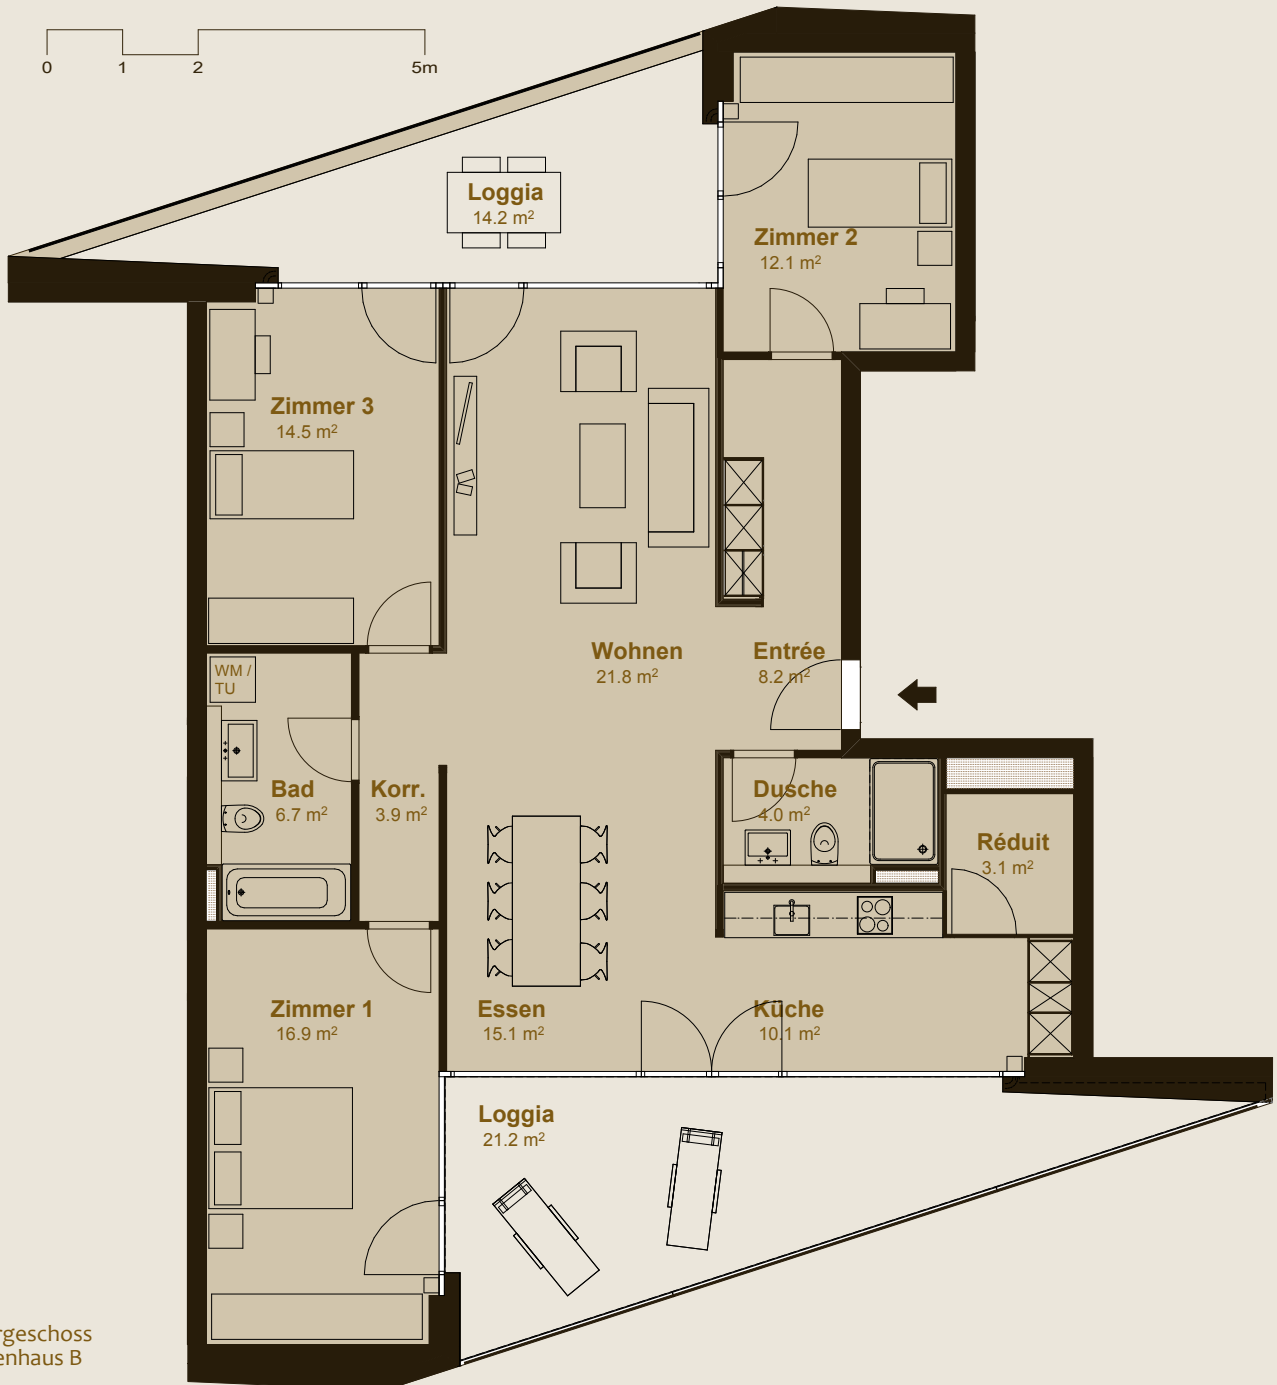 0 1 2 5m
Loggia
14.2 m²
Zimmer 2
12.1 m²
Zimmer 3
14.5 m²
Wohnen
21.8 m²
Entrée
8.2 m²
WM /
TU
Bad
6.7 m²
Korr.
3.9 m²
Dusche
4.0 m²
Réduit
3.1 m²
Zimmer 1
16.9 m²
Essen
15.1 m²
Küche
10.1 m²
Loggia
21.2 m²
rgeschoss
enhaus B